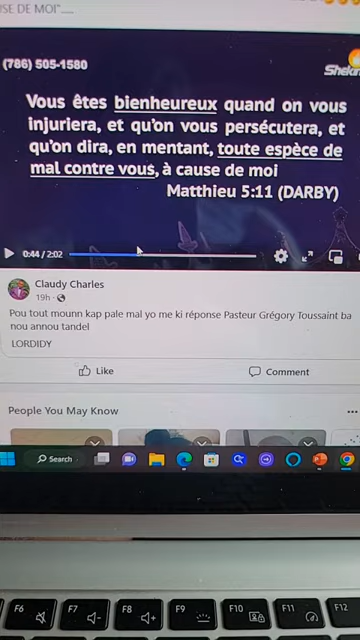 SE DE MOI".....
(786) 505-1580
Shekin
Vous êtes bienheureux quand on vous
injuriera, et qu'on vous persécutera, et
qu'on dira, en mentant, toute espèce de
mal contre vous, à cause de moi
Matthieu 5:11 (DARBY)
0:44 / 2:02
Claudy Charles
19h ·
Pou tout mounn kap pale mal yo me ki réponse Pasteur Grégory Toussaint ba
nou annou tandel
LORDIDY
Like
Comment
People You May Know
Search
F6
F7
F8
F9
F10
F11
F12